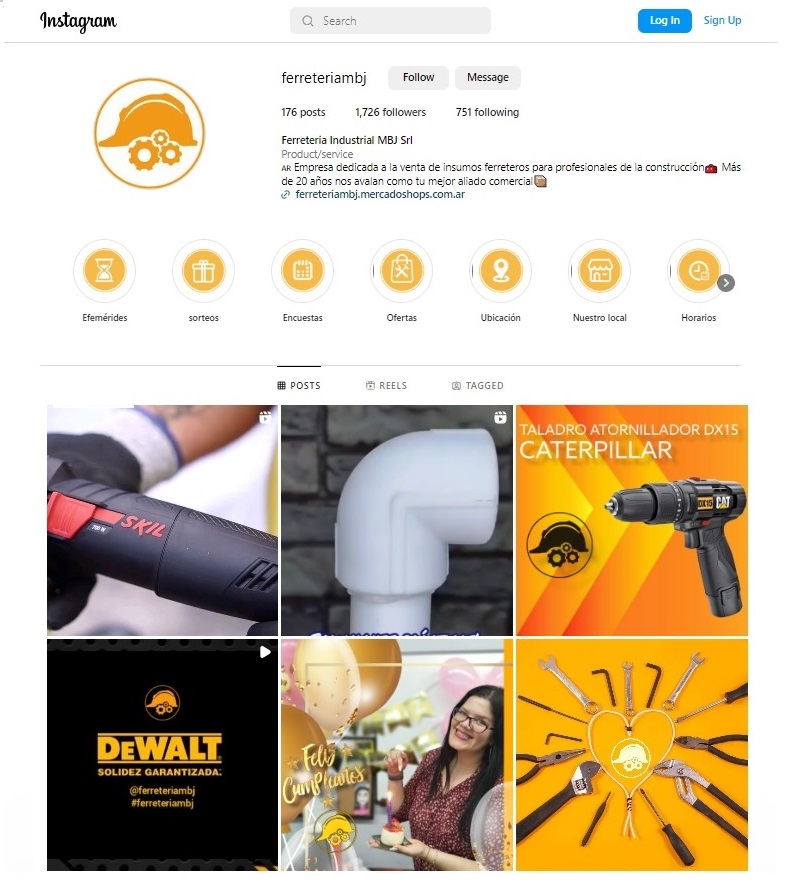 Instagram
Search
Log In
Sign Up
ferreteriambj
Follow
Message
176 posts
1,726 followers
751 following
Ferretería Industrial MBJ Srl
Product/service
AR Empresa dedicada a la venta de insumos ferreteros para profesionales de la construcción🧰 Más
de 20 años nos avalan como tu mejor aliado comercial
ferreteriambj.mercadoshops.com.ar
Efemérides
sorteos
Encuestas
Ofertas
Ubicación
Nuestro local
Horarios
POSTS
REELS
TAGGED
700 W
SKIL
TALADRO ATORNILLADOR DX15
CATERPILLAR
DX15 CAT
DEWALT
SOLIDEZ GARANTIZADA.
@ferreteriambj
#ferreteriambj
Feliz
Cumpleaños